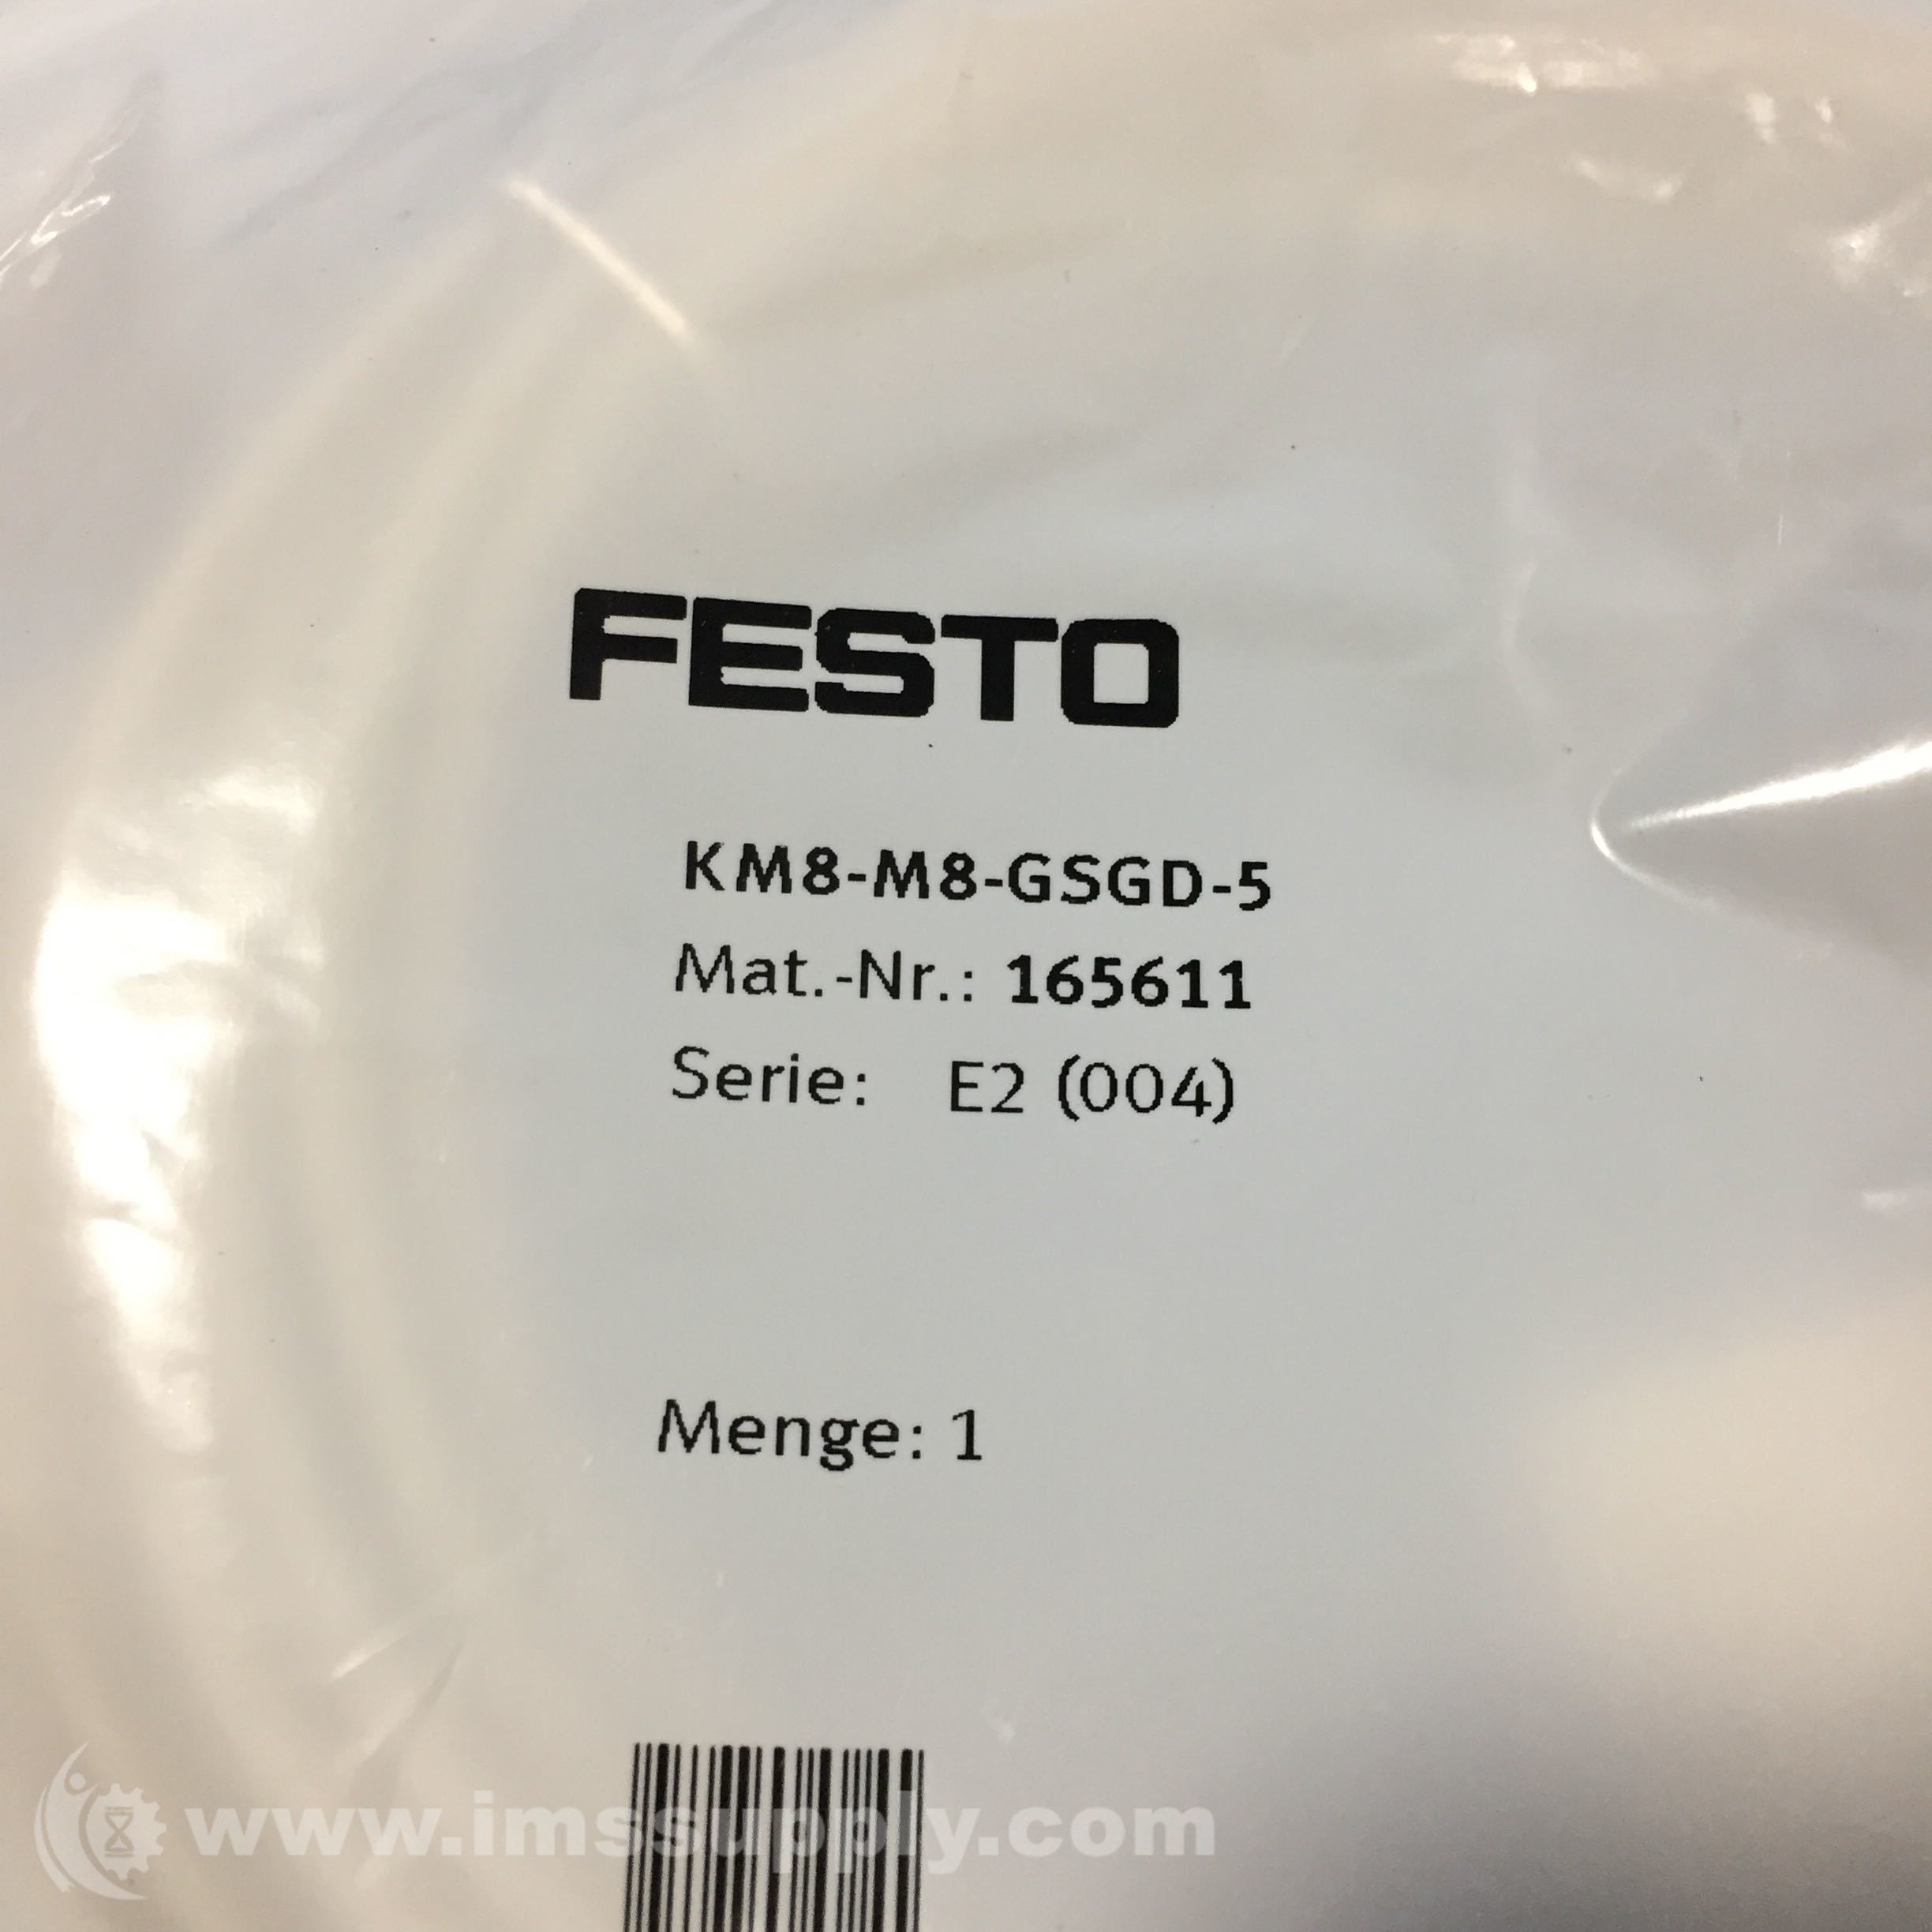 FESTO
KM8-M8-GSGD-5
Mat.-Nr.: 165611
Serie: E2 (004)
Menge: 1
www.imssupply.com